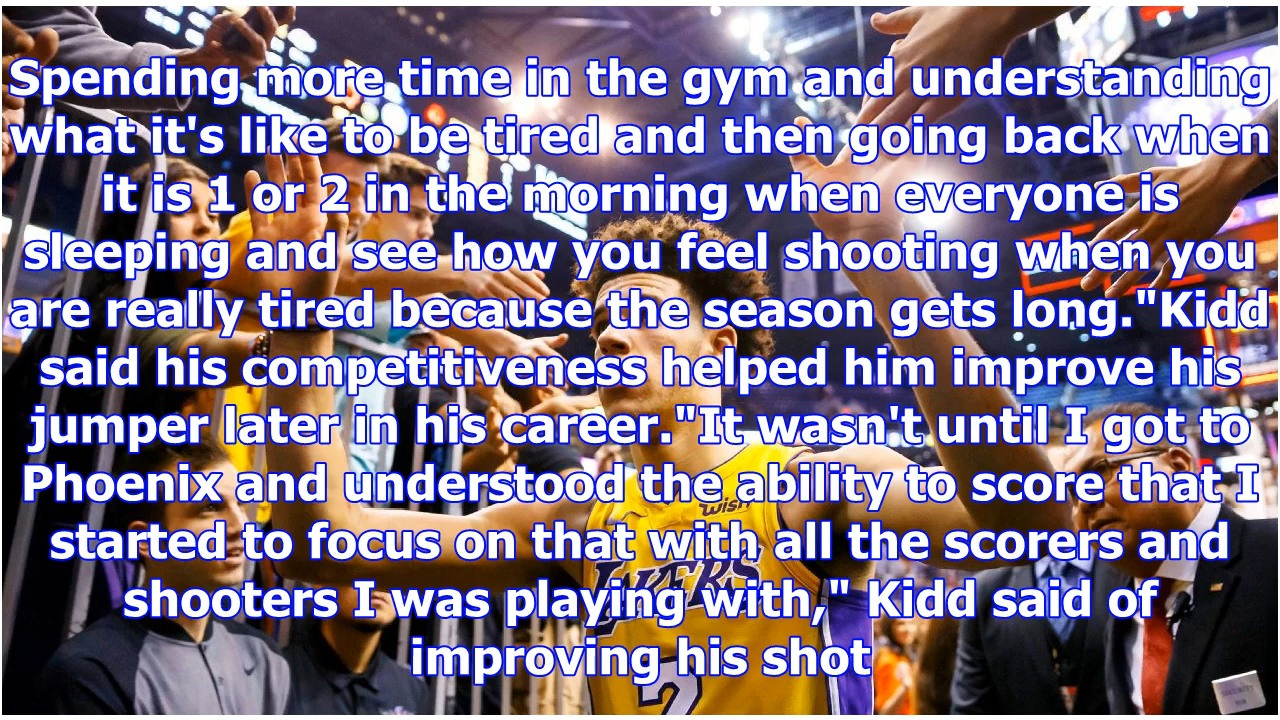 Spending more time in the gym and understanding
what it's like to be tired and then going back when
it is 1 or 2 in the morning when everyone is
sleeping and see how you feel shooting when you
are really tired because the season gets long."Kidd
said his competitiveness helped him improve his
jumper later in his career."It wasn't until I got to
Phoenix and understood the ability to score that I
started to focus on that with all the scorers and
shooters I was playing with," Kidd said of
improving his shot
wish
LAKERS
2